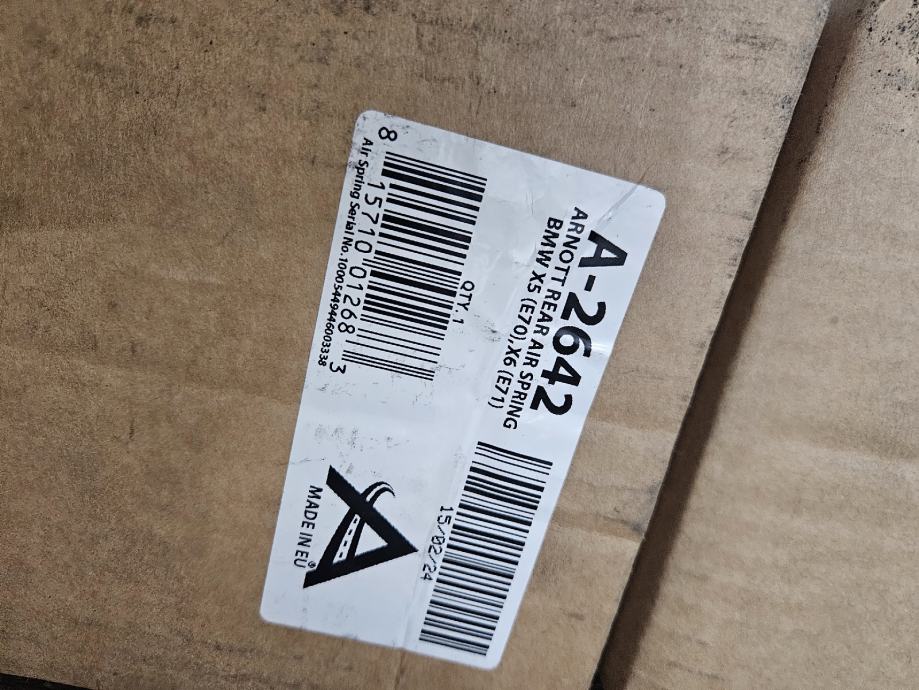 A-2642
ARNOTT REAR AIR SPRING
BMW X5 (E70),X6 (E71)
QTY. 1
8 15710 01268 3
Air Spring Serial No.10005449446003338
15/02/24
MADE IN EU